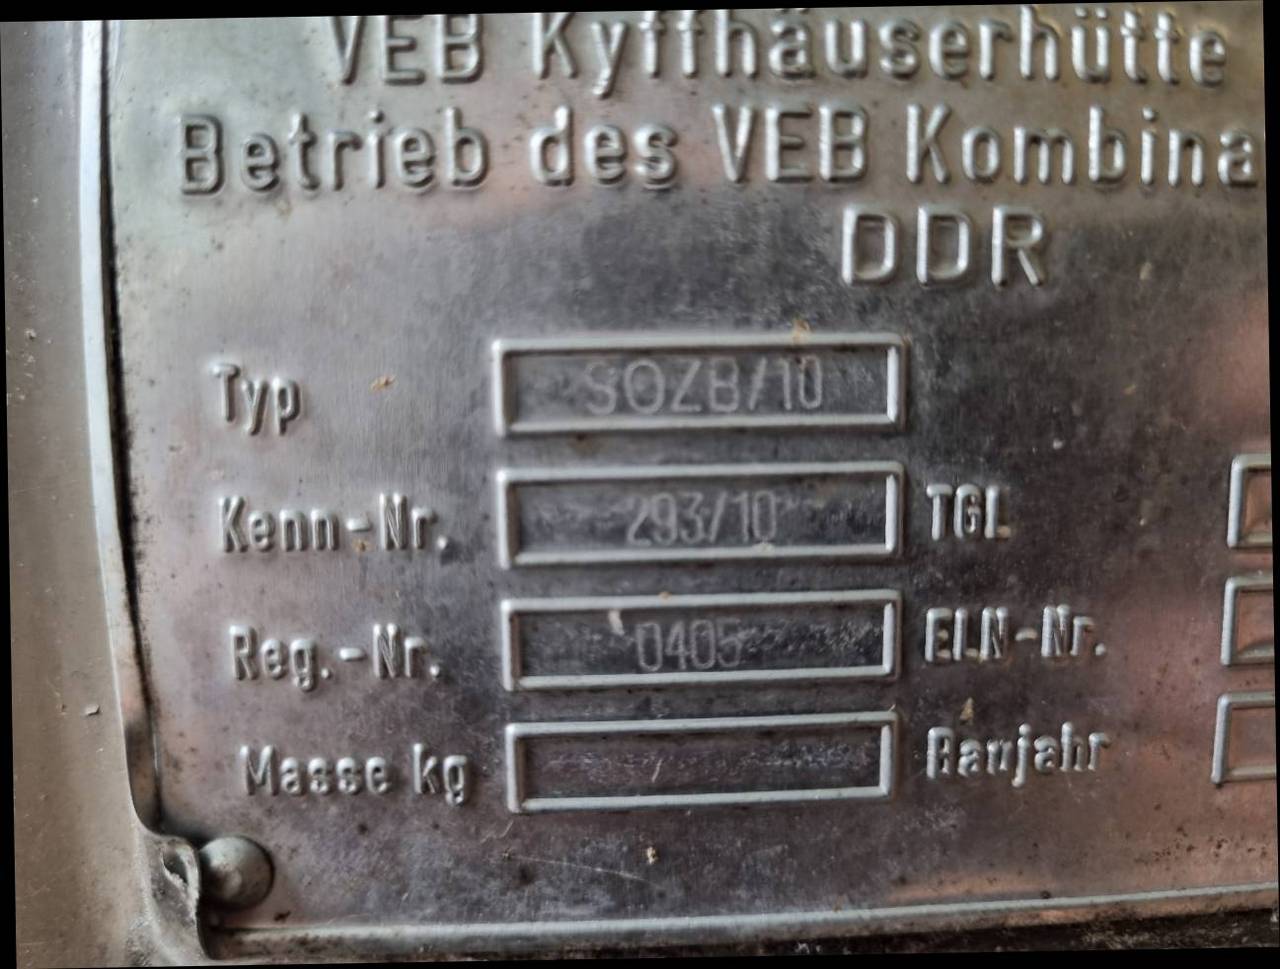 VEB Kyffhäuserhütte
Betrieb des VEB Kombina
DDR
Typ SOZB/10
Kenn-Nr. 293/10 TGL
Reg.-Nr. 0405 ELN-Nr.
Masse kg Baujahr